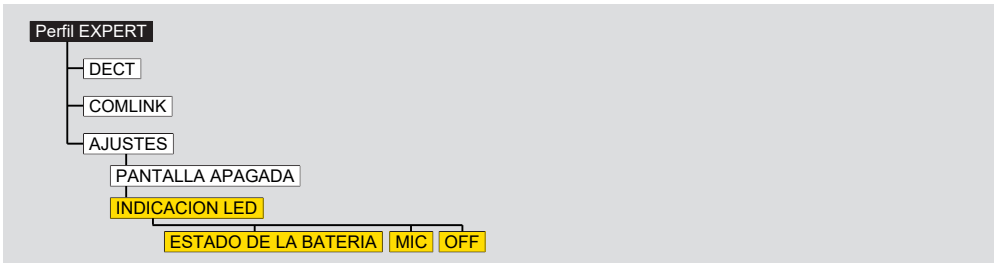 Perfil EXPERT
DECT
COMLINK
AJUSTES
PANTALLA APAGADA
INDICACION LED
ESTADO DE LA BATERIA MIC OFF